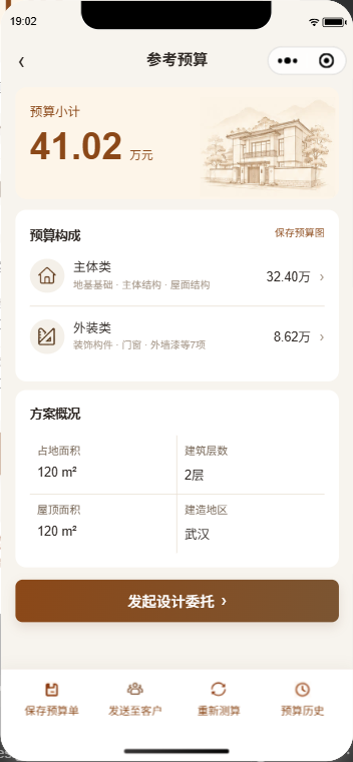 19:02
‹
参考预算
预算小计
41.02 万元
预算构成
保存预算图
主体类
地基基础 · 主体结构 · 屋面结构
32.40万 ›
外装类
装饰构件 · 门窗 · 外墙漆等7项
8.62万 ›
方案概况
占地面积
120 m²
建筑层数
2层
屋顶面积
120 m²
建造地区
武汉
发起设计委托 ›
保存预算单
发送至客户
重新测算
预算历史